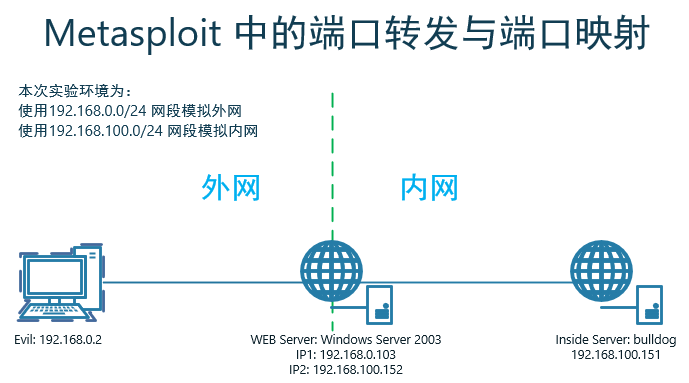 Metasploit 中的端口转发与端口映射
本次实验环境为：
使用192.168.0.0/24 网段模拟外网
使用192.168.100.0/24 网段模拟内网
外网
内网
Evil: 192.168.0.2
WEB Server: Windows Server 2003
IP1: 192.168.0.103
IP2: 192.168.100.152
Inside Server: bulldog
192.168.100.151